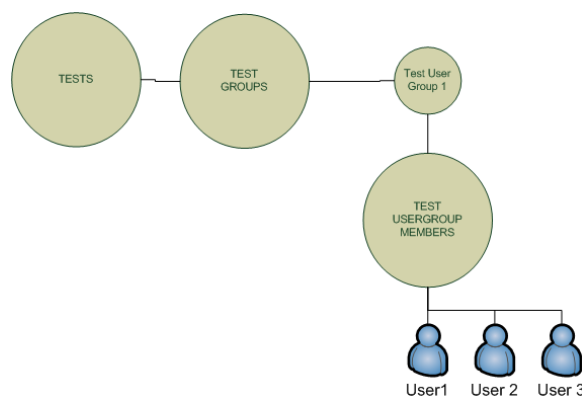 TESTS
TEST
GROUPS
Test User
Group 1
TEST
USERGROUP
MEMBERS
User1
User 2
User 3